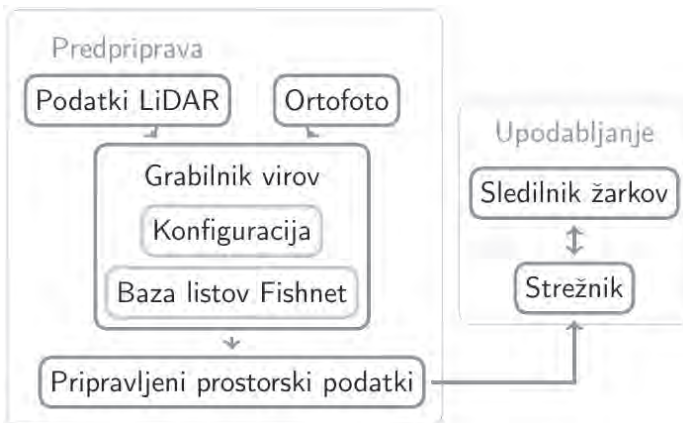 Predpriprava
Podatki LiDAR
Ortofoto
Grabilnik virov
Konfiguracija
Baza listov Fishnet
Pripravljeni prostorski podatki
Upodabljanje
Sledilnik žarkov
Strežnik